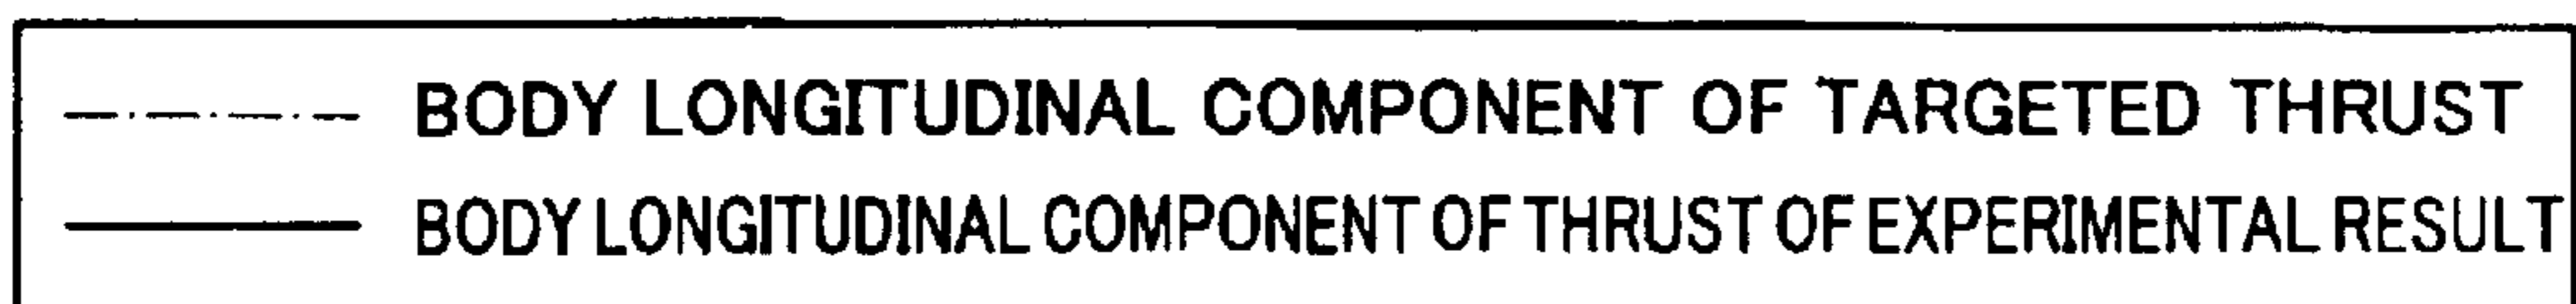 BODY LONGITUDINAL COMPONENT OF TARGETED THRUST
BODY LONGITUDINAL COMPONENT OF THRUST OF EXPERIMENTAL RESULT